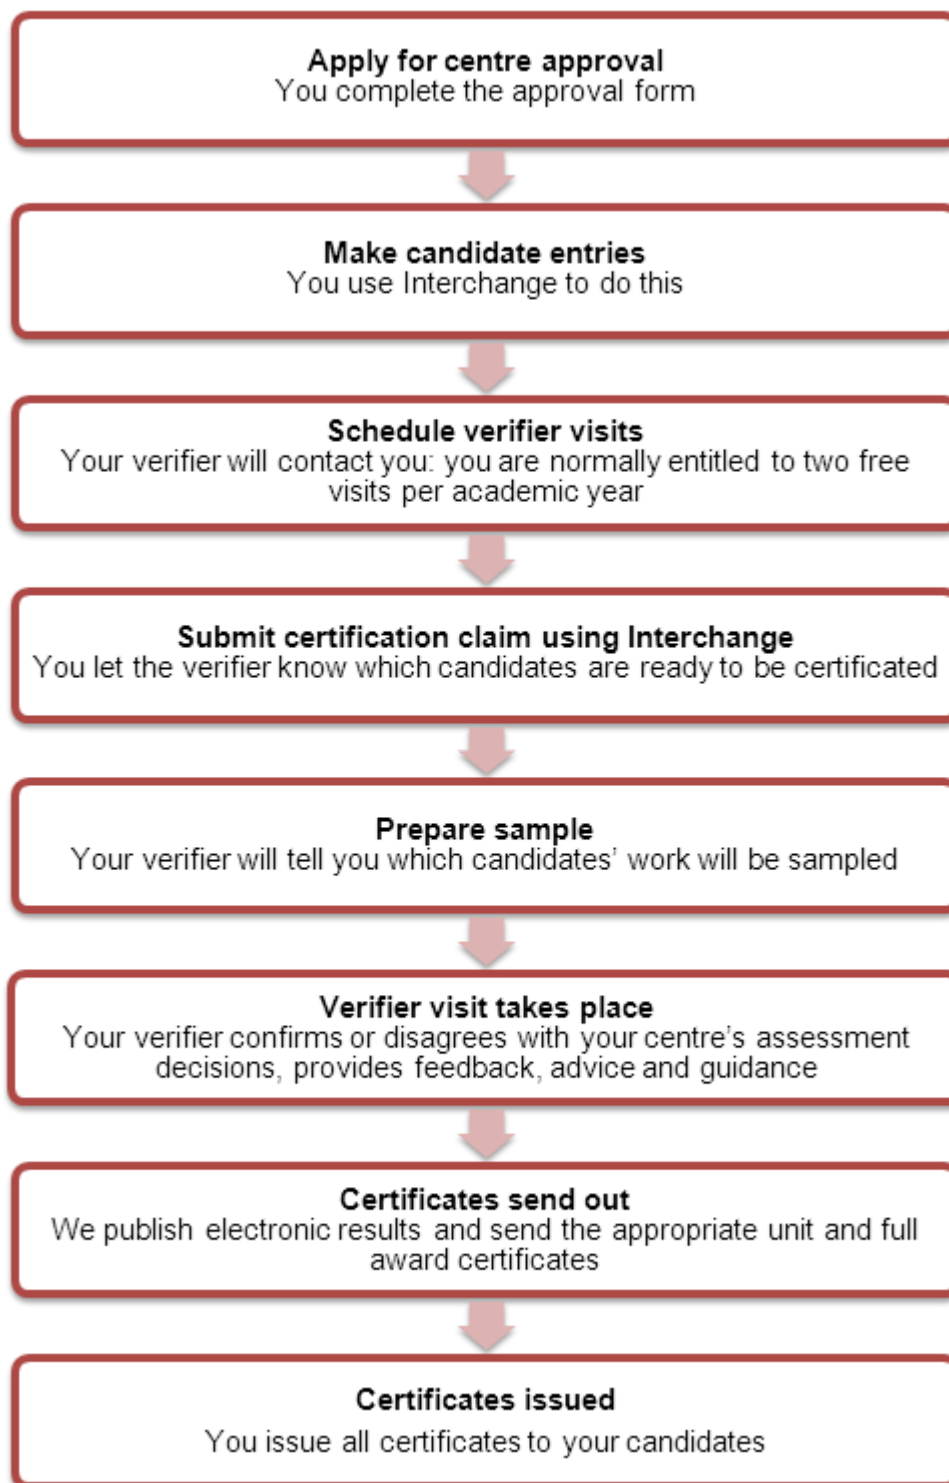 Apply for centre approval
You complete the approval form
Make candidate entries
You use Interchange to do this
Schedule verifier visits
Your verifier will contact you: you are normally entitled to two free
visits per academic year
Submit certification claim using Interchange
You let the verifier know which candidates are ready to be certificated
Prepare sample
Your verifier will tell you which candidates’ work will be sampled
Verifier visit takes place
Your verifier confirms or disagrees with your centre’s assessment
decisions, provides feedback, advice and guidance
Certificates send out
We publish electronic results and send the appropriate unit and full
award certificates
Certificates issued
You issue all certificates to your candidates